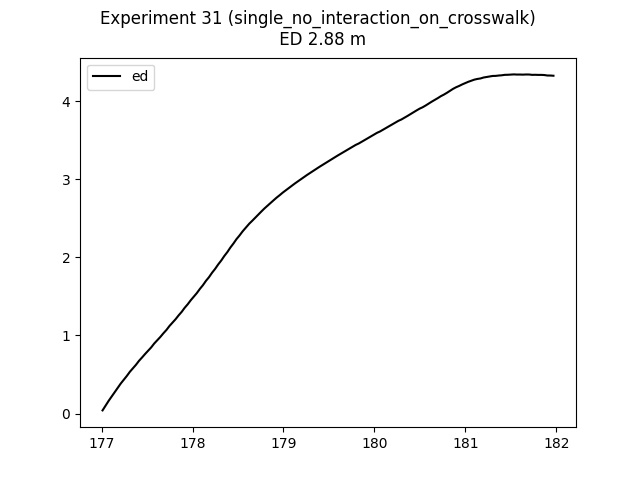 Experiment 31 (single_no_interaction_on_crosswalk)
ED 2.88 m
ed
4
3
2
1
0
177 178 179 180 181 182